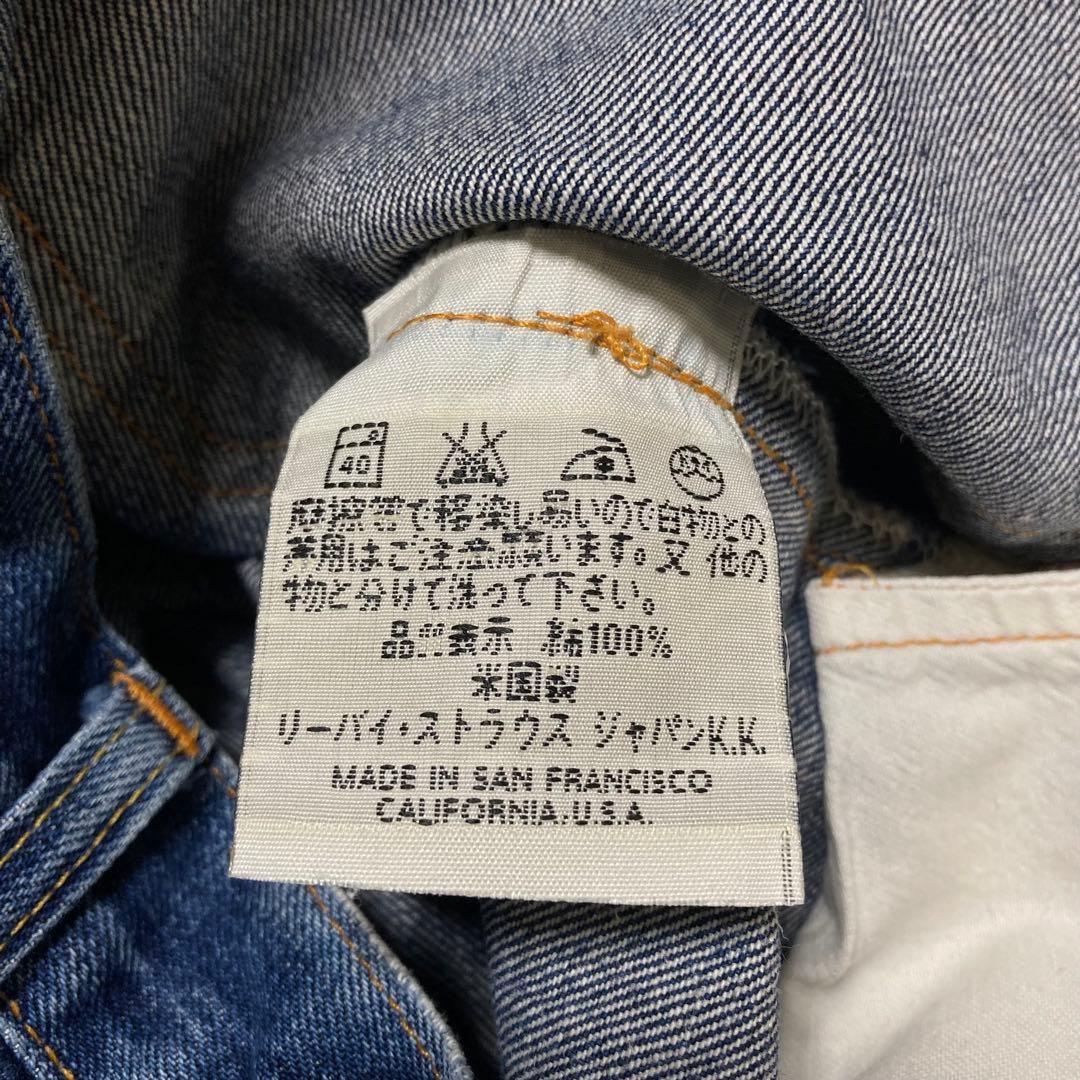 40
摩擦等で移染し易いので白物との
兼用はご注意願います。又 他の
物と分けて洗って下さい。
品質表示 綿100%
米国製
リーバイ・ストラウス ジャパンK.K.
MADE IN SAN FRANCISCO
CALIFORNIA.U.S.A.